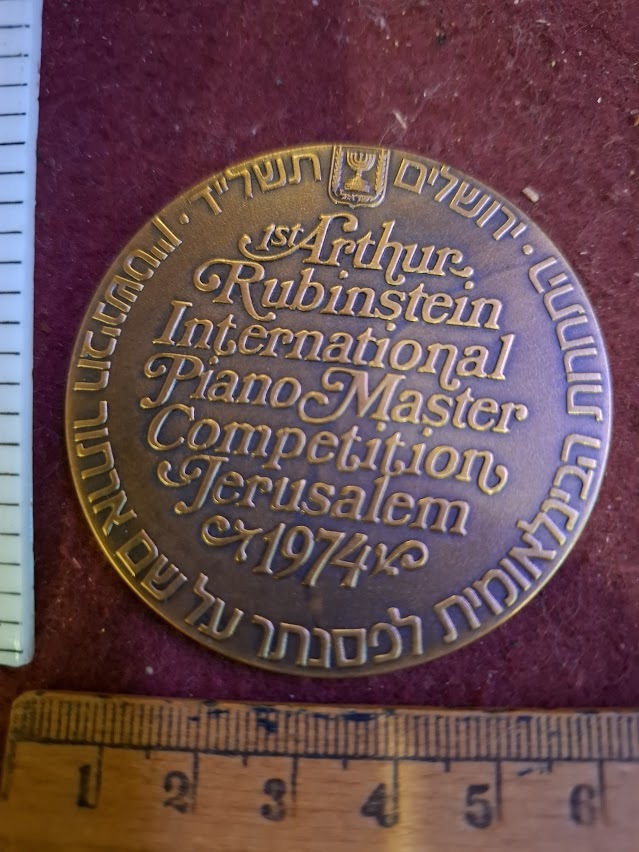 ירושלים תשל"ד
ישראל
1st Arthur
Rubinstein
International
Piano Master
Competition
Jerusalem
1974
התחרות הבינלאומית לפסנתר על שם ארתור רובינשטיין
1 2 3 4 5 6